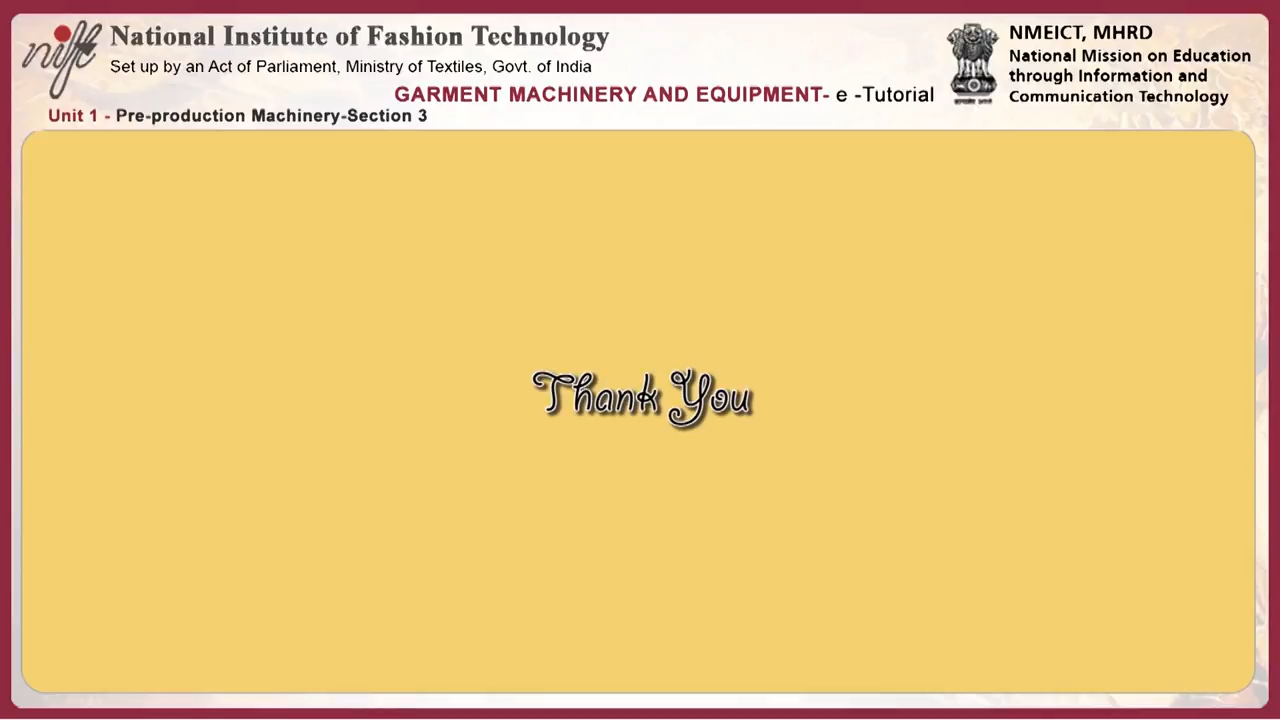 nift National Institute of Fashion Technology
Set up by an Act of Parliament, Ministry of Textiles, Govt. of India
GARMENT MACHINERY AND EQUIPMENT- e -Tutorial
Unit 1 - Pre-production Machinery-Section 3
NMEICT, MHRD
National Mission on Education
through Information and
Communication Technology
Thank You